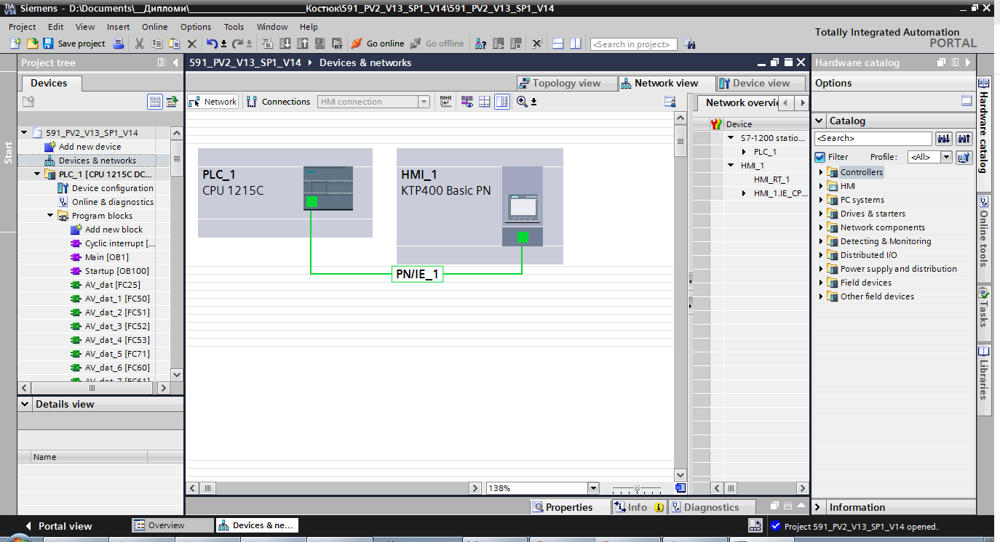 TIA V14 Siemens - D:\Documents\__Дипломи\______________________Костюк\591_PV2_V13_SP1_V14\591_PV2_V13_SP1_V14
Project Edit View Insert Online Options Tools Window Help
Totally Integrated Automation
PORTAL
Save project Go online Go offline <Search in project>
Project tree
Devices
Start
591_PV2_V13_SP1_V14
Add new device
Devices & networks
PLC_1 [CPU 1215C DC...
Device configuration
Online & diagnostics
Program blocks
Add new block
Cyclic interrupt [...
Main [OB1]
Startup [OB100]
AV_dat [FC25]
AV_dat_1 [FC50]
AV_dat_2 [FC51]
AV_dat_3 [FC52]
AV_dat_4 [FC53]
AV_dat_5 [FC71]
AV_dat_6 [FC60]
AV_dat_7 [FC61]
Details view
Name
591_PV2_V13_SP1_V14 Devices & networks
Topology view Network view Device view
Network Connections HMI connection
PLC_1
CPU 1215C
HMI_1
KTP400 Basic PN
PN/IE_1
138%
Network overvie
Device
S7-1200 statio...
PLC_1
HMI_1
HMI_RT_1
HMI_1.IE_CP...
Properties Info Diagnostics
Hardware catalog
Options
Catalog
<Search>
Filter Profile: <All>
Controllers
HMI
PC systems
Drives & starters
Network components
Detecting & Monitoring
Distributed I/O
Power supply and distribution
Field devices
Other field devices
Information
Hardware catalog
Online tools
Tasks
Libraries
Portal view Overview Devices & ne... Project 591_PV2_V13_SP1_V14 opened.